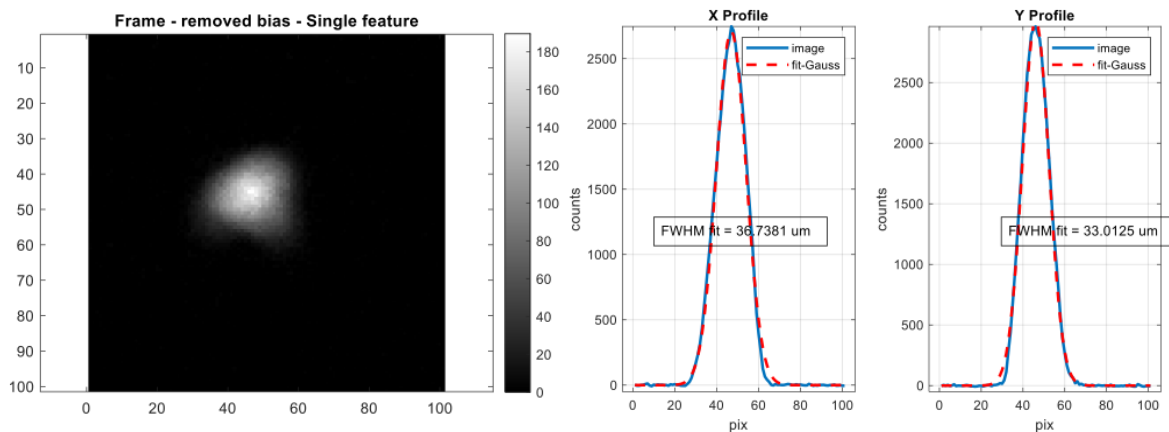 Frame - removed bias - Single feature
10
20
30
40
50
60
70
80
90
100
0 20 40 60 80 100
180
160
140
120
100
80
60
40
20
0
X Profile
image
fit-Gauss
2500
2000
1500
1000
500
0
counts
FWHM fit = 36.7381 um
0 20 40 60 80 100
pix
Y Profile
image
fit-Gauss
2500
2000
1500
1000
500
0
counts
FWHM fit = 33.0125 um
0 20 40 60 80 100
pix